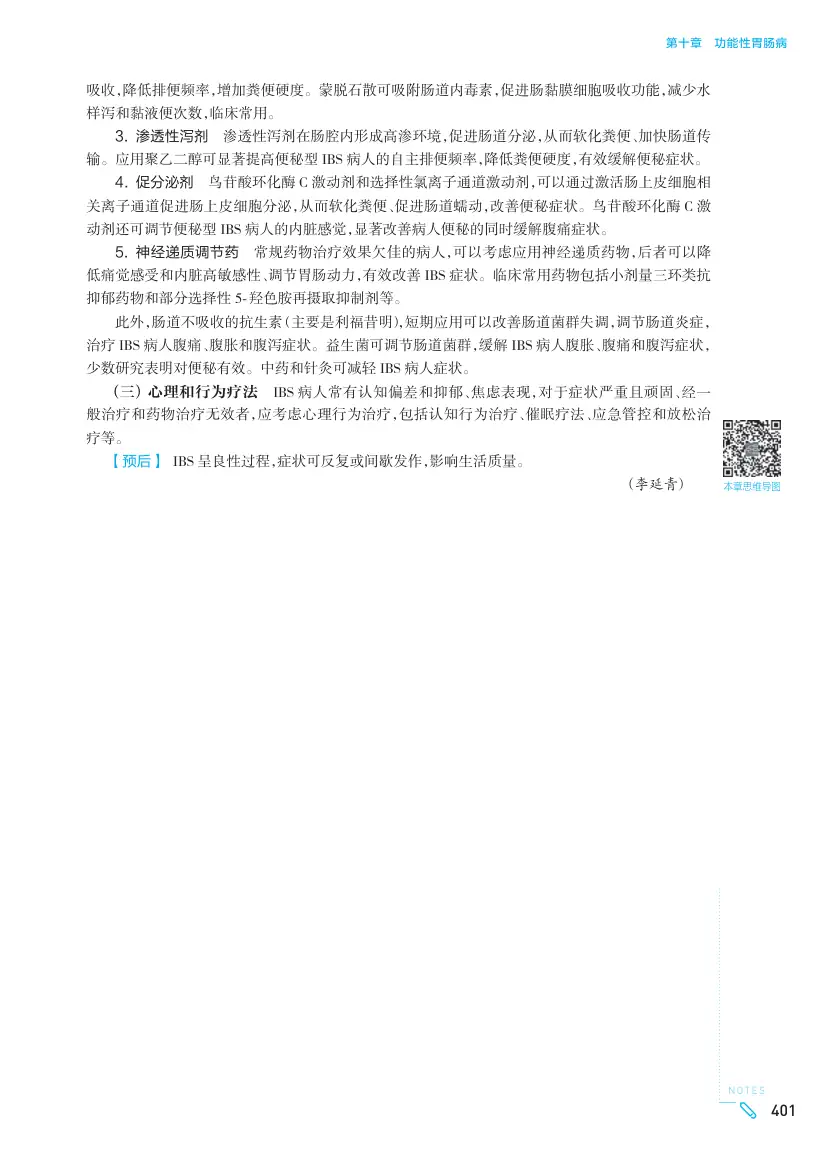 第十章 功能性胃肠病
吸收,降低排便频率,增加粪便硬度。蒙脱石散可吸附肠道内毒素,促进肠黏膜细胞吸收功能,减少水
样泻和黏液便次数,临床常用。
3. 渗透性泻剂 渗透性泻剂在肠腔内形成高渗环境,促进肠道分泌,从而软化粪便、加快肠道传
输。应用聚乙二醇可显著提高便秘型 IBS 病人的自主排便频率,降低粪便硬度,有效缓解便秘症状。
4. 促分泌剂 鸟苷酸环化酶 C 激动剂和选择性氯离子通道激动剂,可以通过激活肠上皮细胞相
关离子通道促进肠上皮细胞分泌,从而软化粪便、促进肠道蠕动,改善便秘症状。鸟苷酸环化酶 C 激
动剂还可调节便秘型 IBS 病人的内脏感觉,显著改善病人便秘的同时缓解腹痛症状。
5. 神经递质调节药 常规药物治疗效果欠佳的病人,可以考虑应用神经递质药物,后者可以降
低痛觉感受和内脏高敏感性、调节胃肠动力,有效改善 IBS 症状。临床常用药物包括小剂量三环类抗
抑郁药物和部分选择性 5-羟色胺再摄取抑制剂等。
此外,肠道不吸收的抗生素(主要是利福昔明),短期应用可以改善肠道菌群失调,调节肠道炎症,
治疗 IBS 病人腹痛、腹胀和腹泻症状。益生菌可调节肠道菌群,缓解 IBS 病人腹胀、腹痛和腹泻症状,
少数研究表明对便秘有效。中药和针灸可减轻 IBS 病人症状。
(三)心理和行为疗法 IBS 病人常有认知偏差和抑郁、焦虑表现,对于症状严重且顽固、经一
般治疗和药物治疗无效者,应考虑心理行为治疗,包括认知行为治疗、催眠疗法、应急管控和放松治
疗等。
【预后】 IBS 呈良性过程,症状可反复或间歇发作,影响生活质量。
(李延青)
本章思维导图
NOTES
401